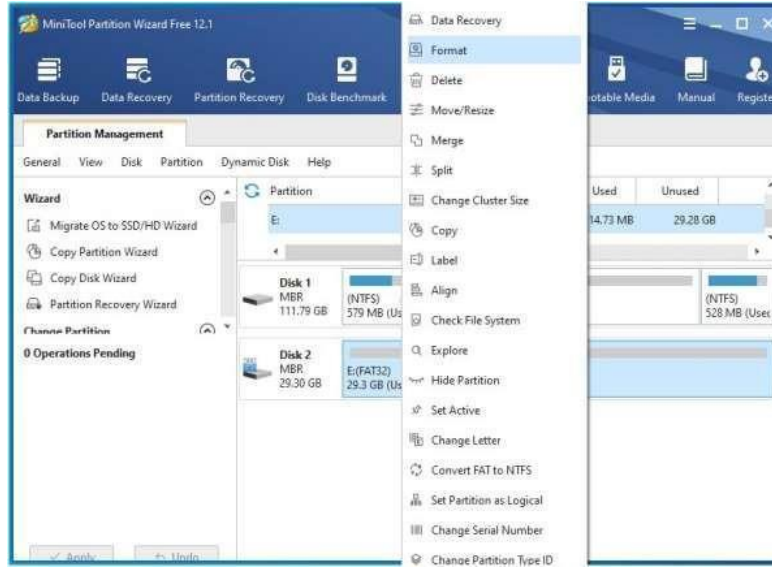 MiniTool Partition Wizard Free 12.1
Data Backup
Data Recovery
Partition Recovery
Disk Benchmark
otable Media
Manual
Registe
Partition Management
General View Disk Partition Dynamic Disk Help
Wizard
Migrate OS to SSD/HD Wizard
Copy Partition Wizard
Copy Disk Wizard
Partition Recovery Wizard
Change Partition
0 Operations Pending
Apply
Undo
Partition
Used
Unused
E:
14.73 MB
29.28 GB
Disk 1
MBR
111.79 GB
(NTFS)
579 MB (Us
(NTFS)
528 MB (Used
Disk 2
MBR
29.30 GB
E:(FAT32)
29.3 GB (Us
Data Recovery
Format
Delete
Move/Resize
Merge
Split
Change Cluster Size
Copy
Label
Align
Check File System
Explore
Hide Partition
Set Active
Change Letter
Convert FAT to NTFS
Set Partition as Logical
Change Serial Number
Change Partition Type ID